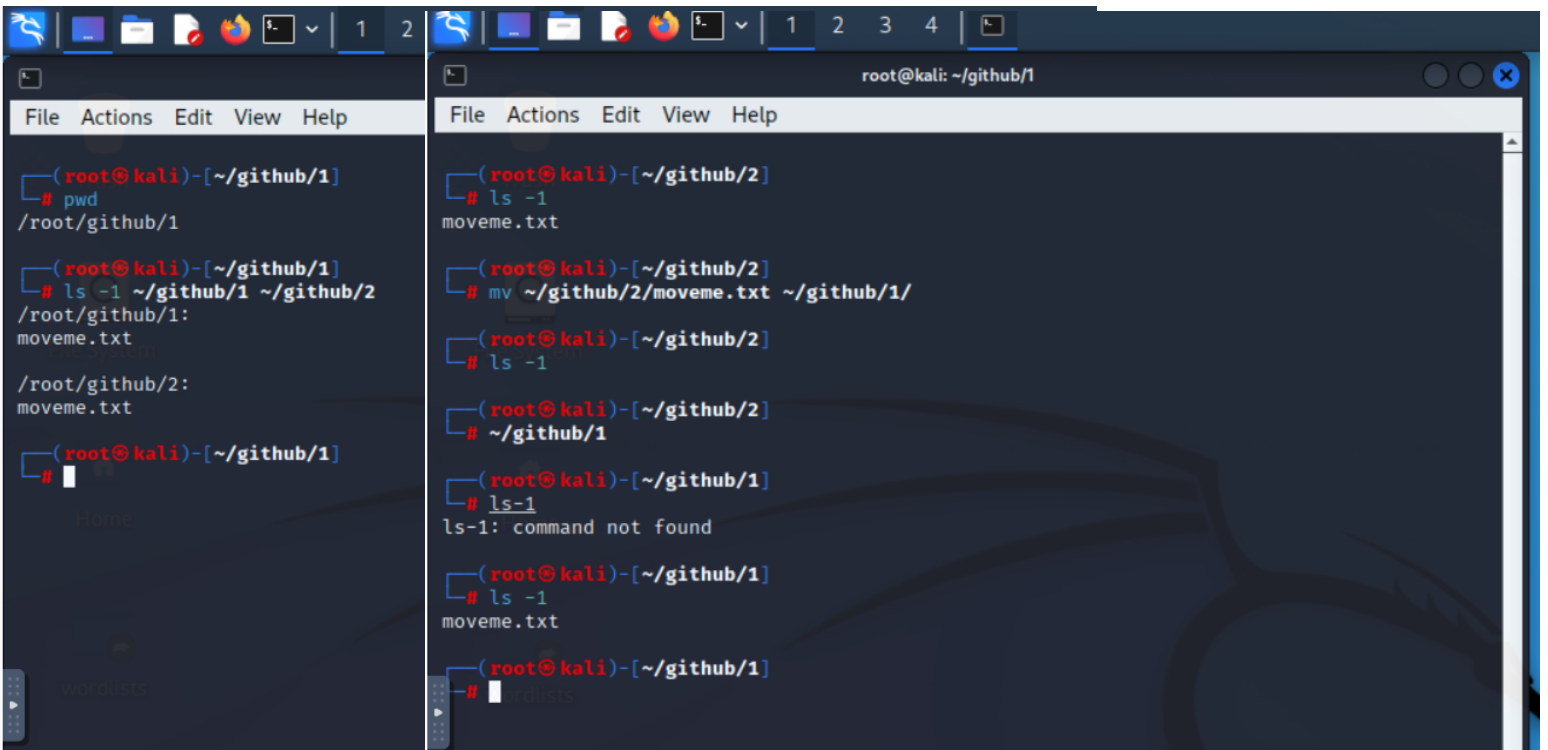 1 2
File Actions Edit View Help
┌──(root㉿kali)-[~/github/1]
└─# pwd
/root/github/1
┌──(root㉿kali)-[~/github/1]
└─# ls -1 ~/github/1 ~/github/2
/root/github/1:
moveme.txt
/root/github/2:
moveme.txt
┌──(root㉿kali)-[~/github/1]
└─#
Home
wordlists
1 2 3 4
root@kali: ~/github/1
File Actions Edit View Help
┌──(root㉿kali)-[~/github/2]
└─# ls -1
moveme.txt
┌──(root㉿kali)-[~/github/2]
└─# mv ~/github/2/moveme.txt ~/github/1/
┌──(root㉿kali)-[~/github/2]
└─# ls -1
┌──(root㉿kali)-[~/github/2]
└─# ~/github/1
┌──(root㉿kali)-[~/github/1]
└─# ls-1
ls-1: command not found
┌──(root㉿kali)-[~/github/1]
└─# ls -1
moveme.txt
┌──(root㉿kali)-[~/github/1]
└─#